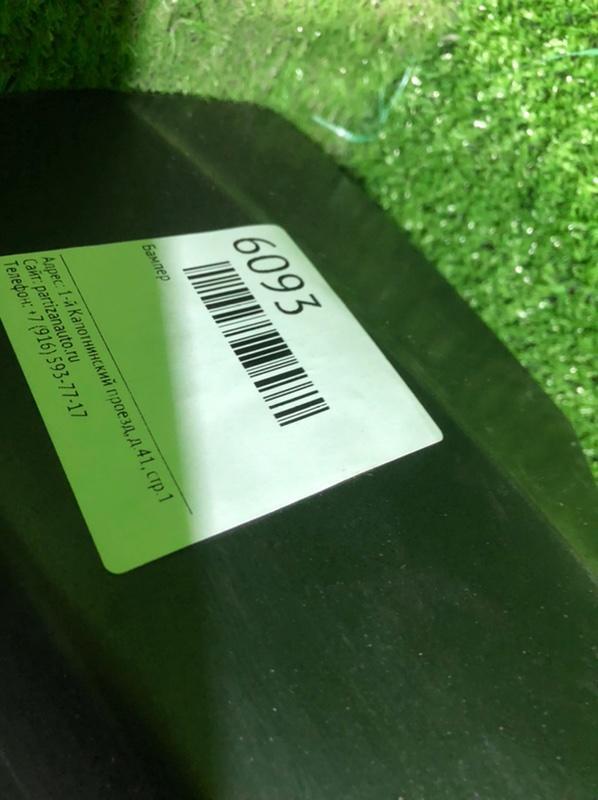 6093
Бампер
Адрес: 1-й Капотнинский проезд, д.41, стр.1
Сайт: partizanauto.ru
Телефон: +7 (916) 593-77-17